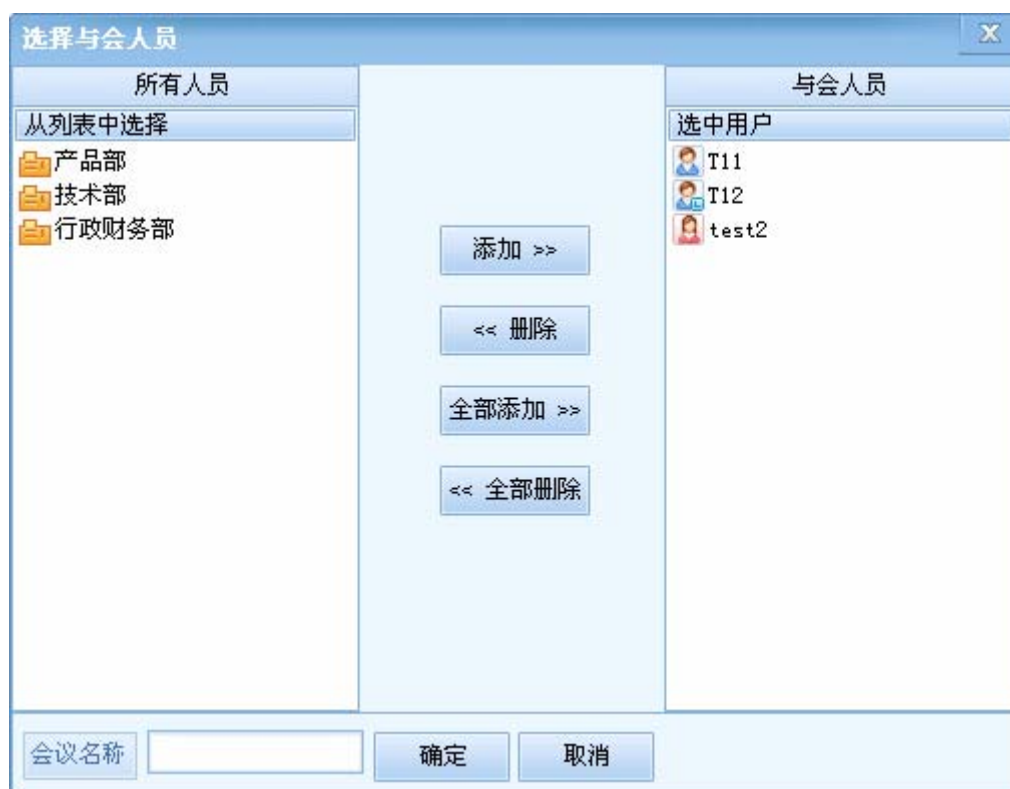 选择与会人员
X
所有人员
从列表中选择
产品部
技术部
行政财务部
添加 >>
<< 删除
全部添加 >>
<< 全部删除
与会人员
选中用户
T11
T12
test2
会议名称
确定
取消